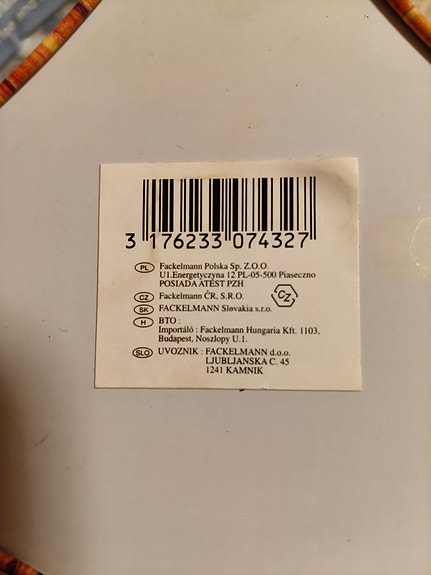 3 176233 074327
PL Fackelmann Polska Sp. Z.O.O.
U1.Energetyczyna 12 PL-05-500 Piaseczno
POSIADA ATEST PZH
CZ Fackelmann ČR, S.R.O.
CZ
SK FACKELMANN Slovakia s.r.o.
H BTO :
Importáló : Fackelmann Hungaria Kft. 1103,
Budapest, Noszlopy U.1.
SLO UVOZNIK : FACKELMANN d.o.o.
LJUBLJANSKA C. 45
1241 KAMNIK